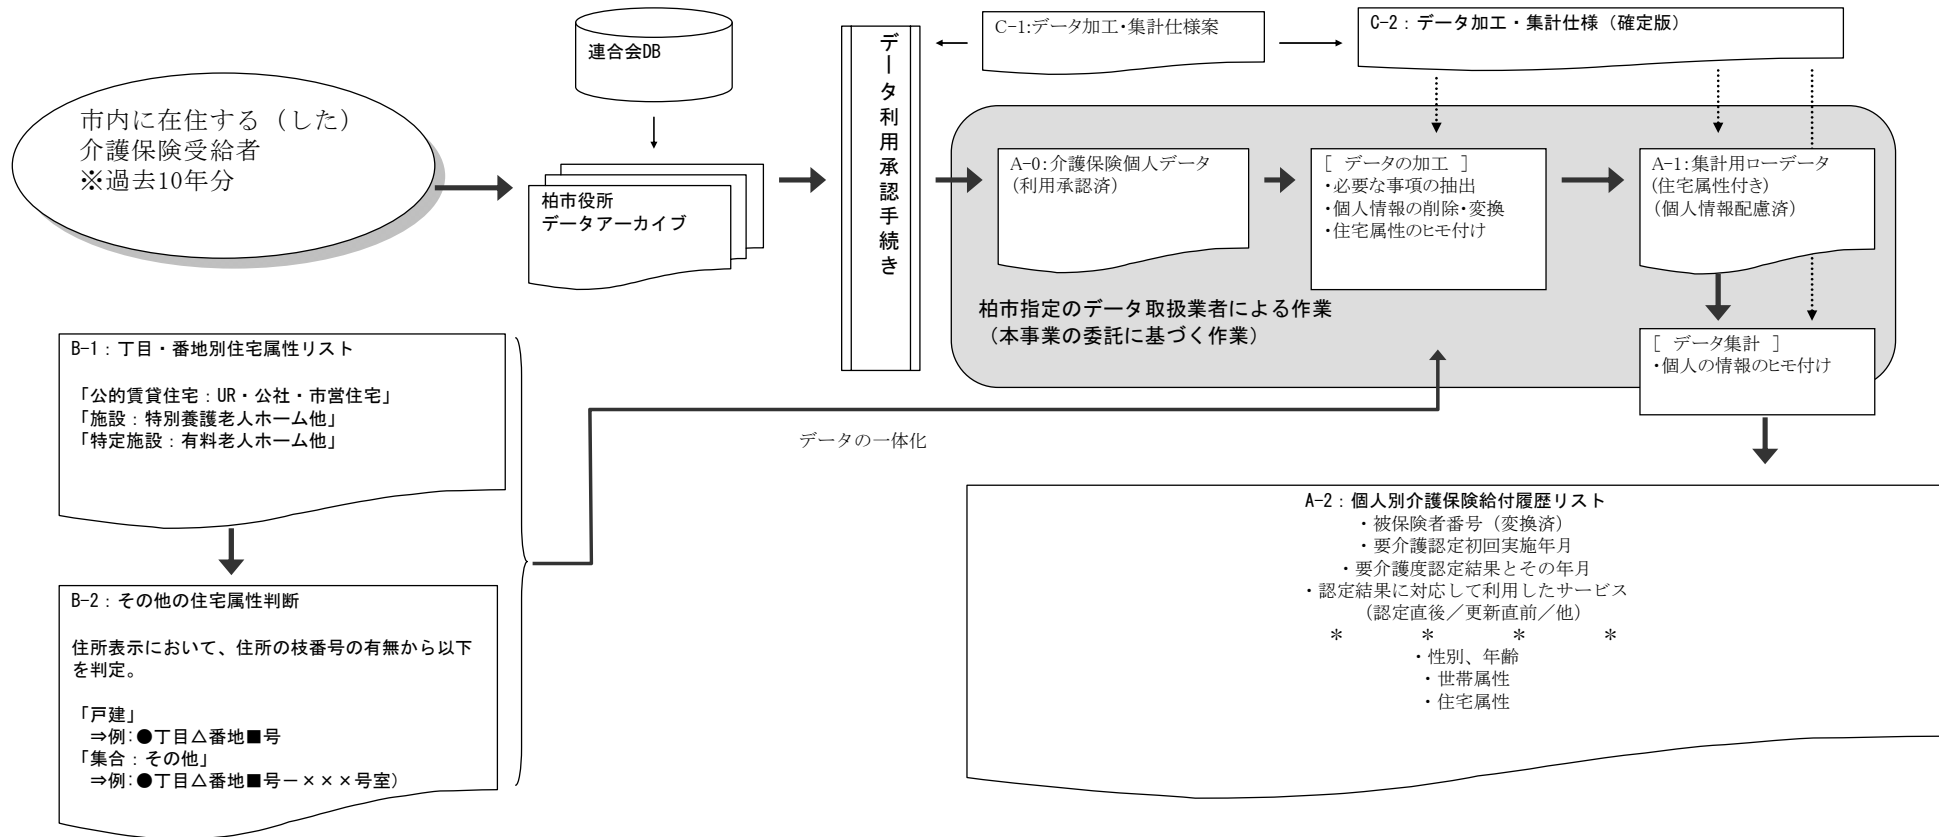 C-1:データ加工・集計仕様案
C-2：データ加工・集計仕様（確定版）
連合会DB
データ利用承認手続き
市内に在住する（した）
介護保険受給者
※過去10年分
柏市役所
データアーカイブ
A-0:介護保険個人データ
(利用承認済)
［ データの加工 ］
・必要な事項の抽出
・個人情報の削除・変換
・住宅属性のヒモ付け
A-1:集計用ローデータ
(住宅属性付き)
(個人情報配慮済)
柏市指定のデータ取扱業者による作業
（本事業の委託に基づく作業）
［ データ集計 ］
・個人の情報のヒモ付け
B-1：丁目・番地別住宅属性リスト
「公的賃貸住宅：UR・公社・市営住宅」
「施設：特別養護老人ホーム他」
「特定施設：有料老人ホーム他」
データの一体化
B-2：その他の住宅属性判断
住所表示において、住所の枝番号の有無から以下
を判定。
「戸建」
⇒例:●丁目△番地■号
「集合：その他」
⇒例:●丁目△番地■号－×××号室）
A-2：個人別介護保険給付履歴リスト
・被保険者番号（変換済）
・要介護認定初回実施年月
・要介護度認定結果とその年月
・認定結果に対応して利用したサービス
（認定直後／更新直前／他）
＊ ＊ ＊ ＊
・性別、年齢
・世帯属性
・住宅属性